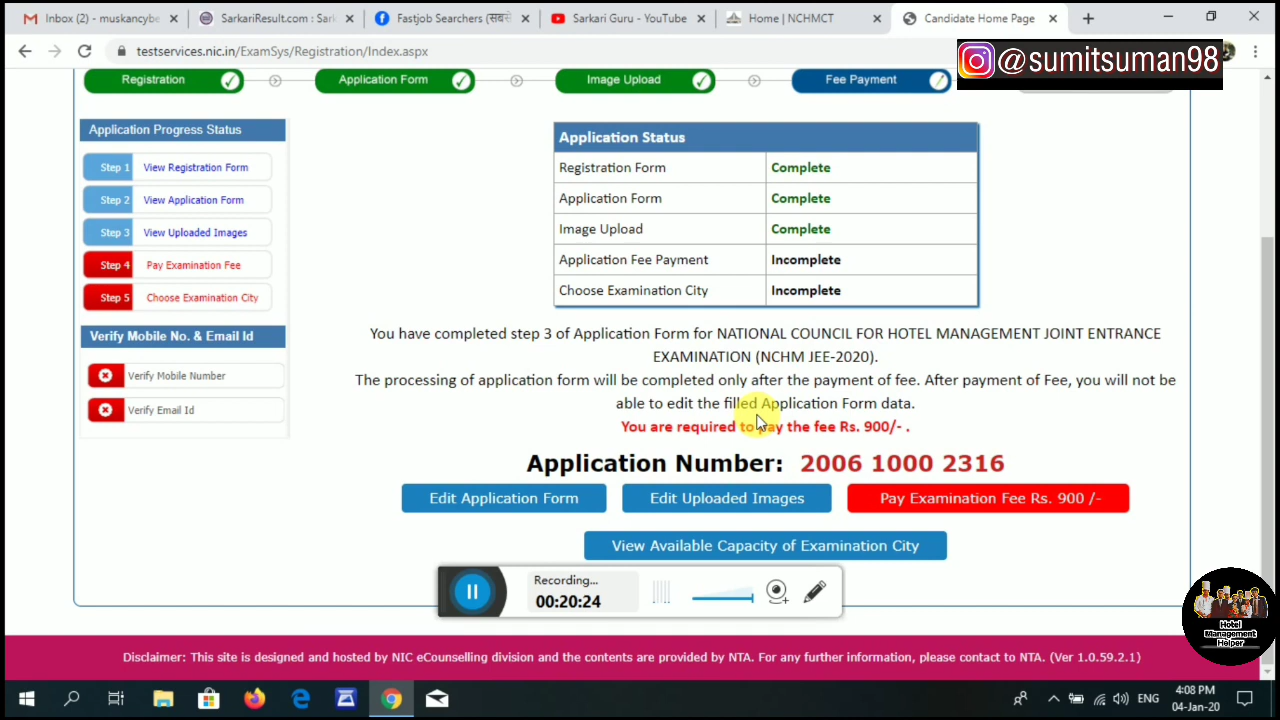 Inbox (2) - muskancybe
SarkariResult.com : Sark
Fastjob Searchers (सबसे
Sarkari Guru - YouTube
Home | NCHMCT
Candidate Home Page
testservices.nic.in/ExamSys/Registration/Index.aspx
@sumitsuman98
Registration
Application Form
Image Upload
Fee Payment
Application Progress Status
Step 1 View Registration Form
Step 2 View Application Form
Step 3 View Uploaded Images
Step 4 Pay Examination Fee
Step 5 Choose Examination City
Verify Mobile No. & Email Id
Verify Mobile Number
Verify Email Id
Application Status
Registration Form Complete
Application Form Complete
Image Upload Complete
Application Fee Payment Incomplete
Choose Examination City Incomplete
You have completed step 3 of Application Form for NATIONAL COUNCIL FOR HOTEL MANAGEMENT JOINT ENTRANCE
EXAMINATION (NCHM JEE-2020).
The processing of application form will be completed only after the payment of fee. After payment of Fee, you will not be
able to edit the filled Application Form data.
You are required to pay the fee Rs. 900/- .
Application Number: 2006 1000 2316
Edit Application Form
Edit Uploaded Images
Pay Examination Fee Rs. 900 /-
View Available Capacity of Examination City
Recording...
00:20:24
Hotel
Management
Helper
Disclaimer: This site is designed and hosted by NIC eCounselling division and the contents are provided by NTA. For any further information, please contact to NTA. (Ver 1.0.59.2.1)
ENG
4:08 PM
04-Jan-20